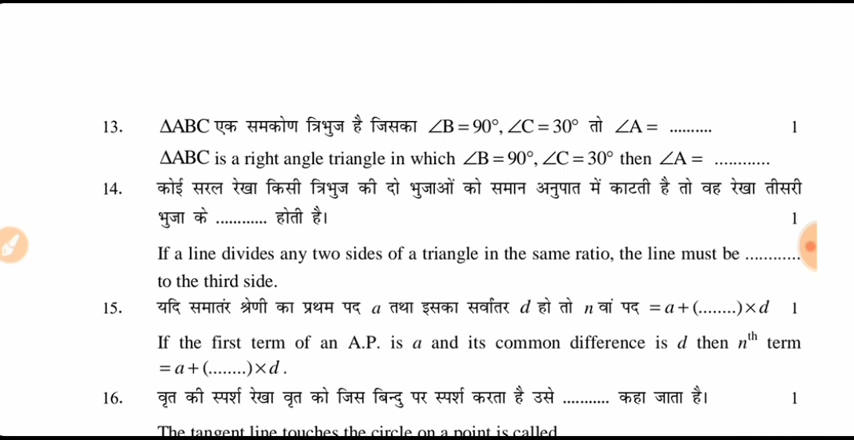 13. ΔABC एक समकोण त्रिभुज है जिसका ∠B = 90°, ∠C = 30° तो ∠A = .......... 1
ΔABC is a right angle triangle in which ∠B = 90°, ∠C = 30° then ∠A = ............
14. कोई सरल रेखा किसी त्रिभुज की दो भुजाओं को समान अनुपात में काटती है तो वह रेखा तीसरी
भुजा के ............ होती है। 1
If a line divides any two sides of a triangle in the same ratio, the line must be ............
to the third side.
15. यदि समातंर श्रेणी का प्रथम पद a तथा इसका सर्वांतर d हो तो n वां पद = a + (........) × d 1
If the first term of an A.P. is a and its common difference is d then nᵗʰ term
= a + (........) × d .
16. वृत की स्पर्श रेखा वृत को जिस बिन्दु पर स्पर्श करता है उसे ........... कहा जाता है। 1
The tangent line touches the circle on a point is called